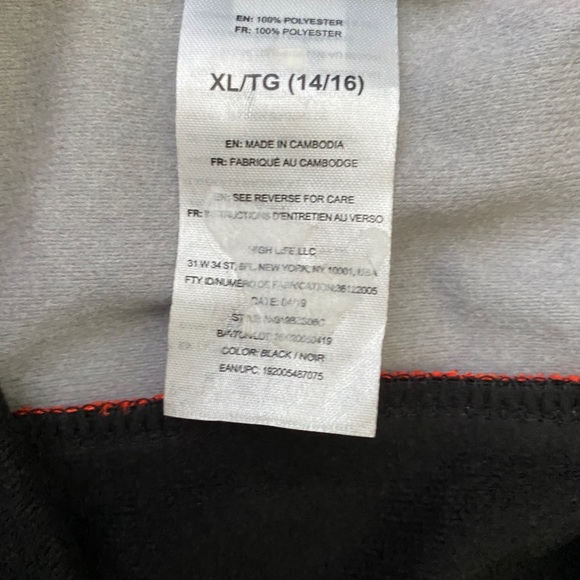 EN: 100% POLYESTER
FR: 100% POLYESTER
XL/TG (14/16)
EN: MADE IN CAMBODIA
FR: FABRIQUÉ AU CAMBODGE
EN: SEE REVERSE FOR CARE
FR: INSTRUCTIONS D'ENTRETIEN AU VERSO
HIGH LIFE LLC
31 W 34 ST, NEW YORK, NY 10001, USA
FTY ID/NUMÉRO DE FABRICATION:36122005
DATE: 04/19
COLOR: BLACK / NOIR
EAN/UPC: 192005487075